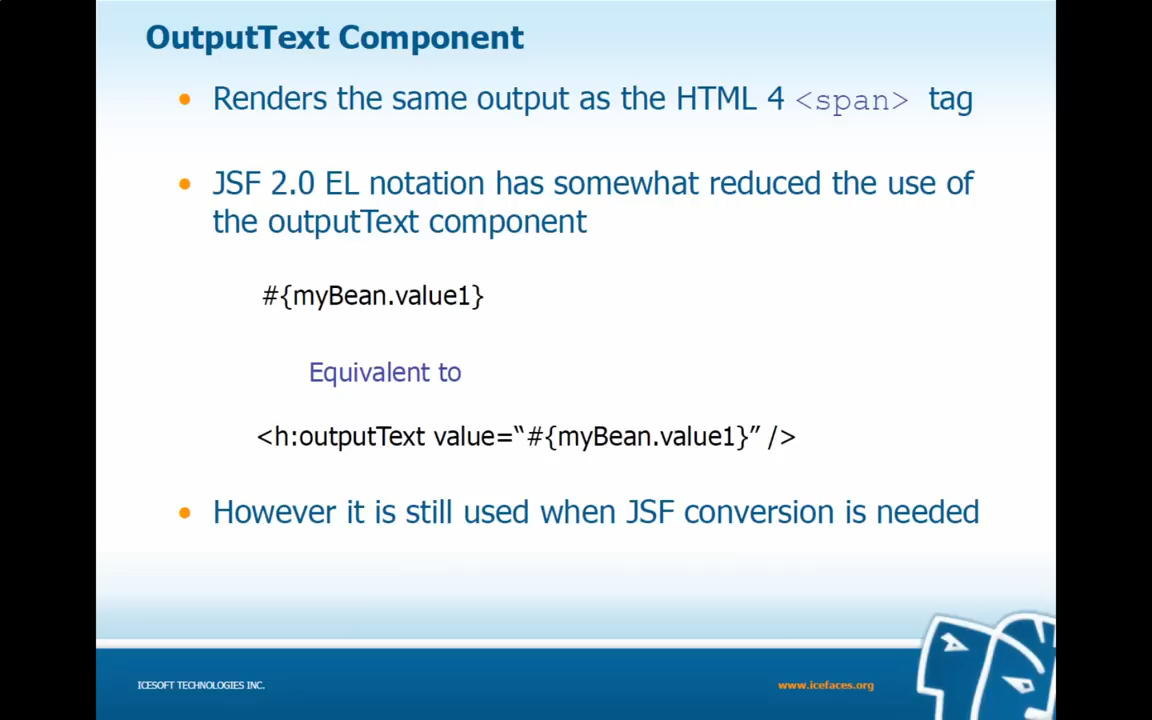 OutputText Component
• Renders the same output as the HTML 4 <span> tag
• JSF 2.0 EL notation has somewhat reduced the use of
the outputText component
#{myBean.value1}
Equivalent to
<h:outputText value=“#{myBean.value1}” />
• However it is still used when JSF conversion is needed
ICESOFT TECHNOLOGIES INC.
www.icefaces.org